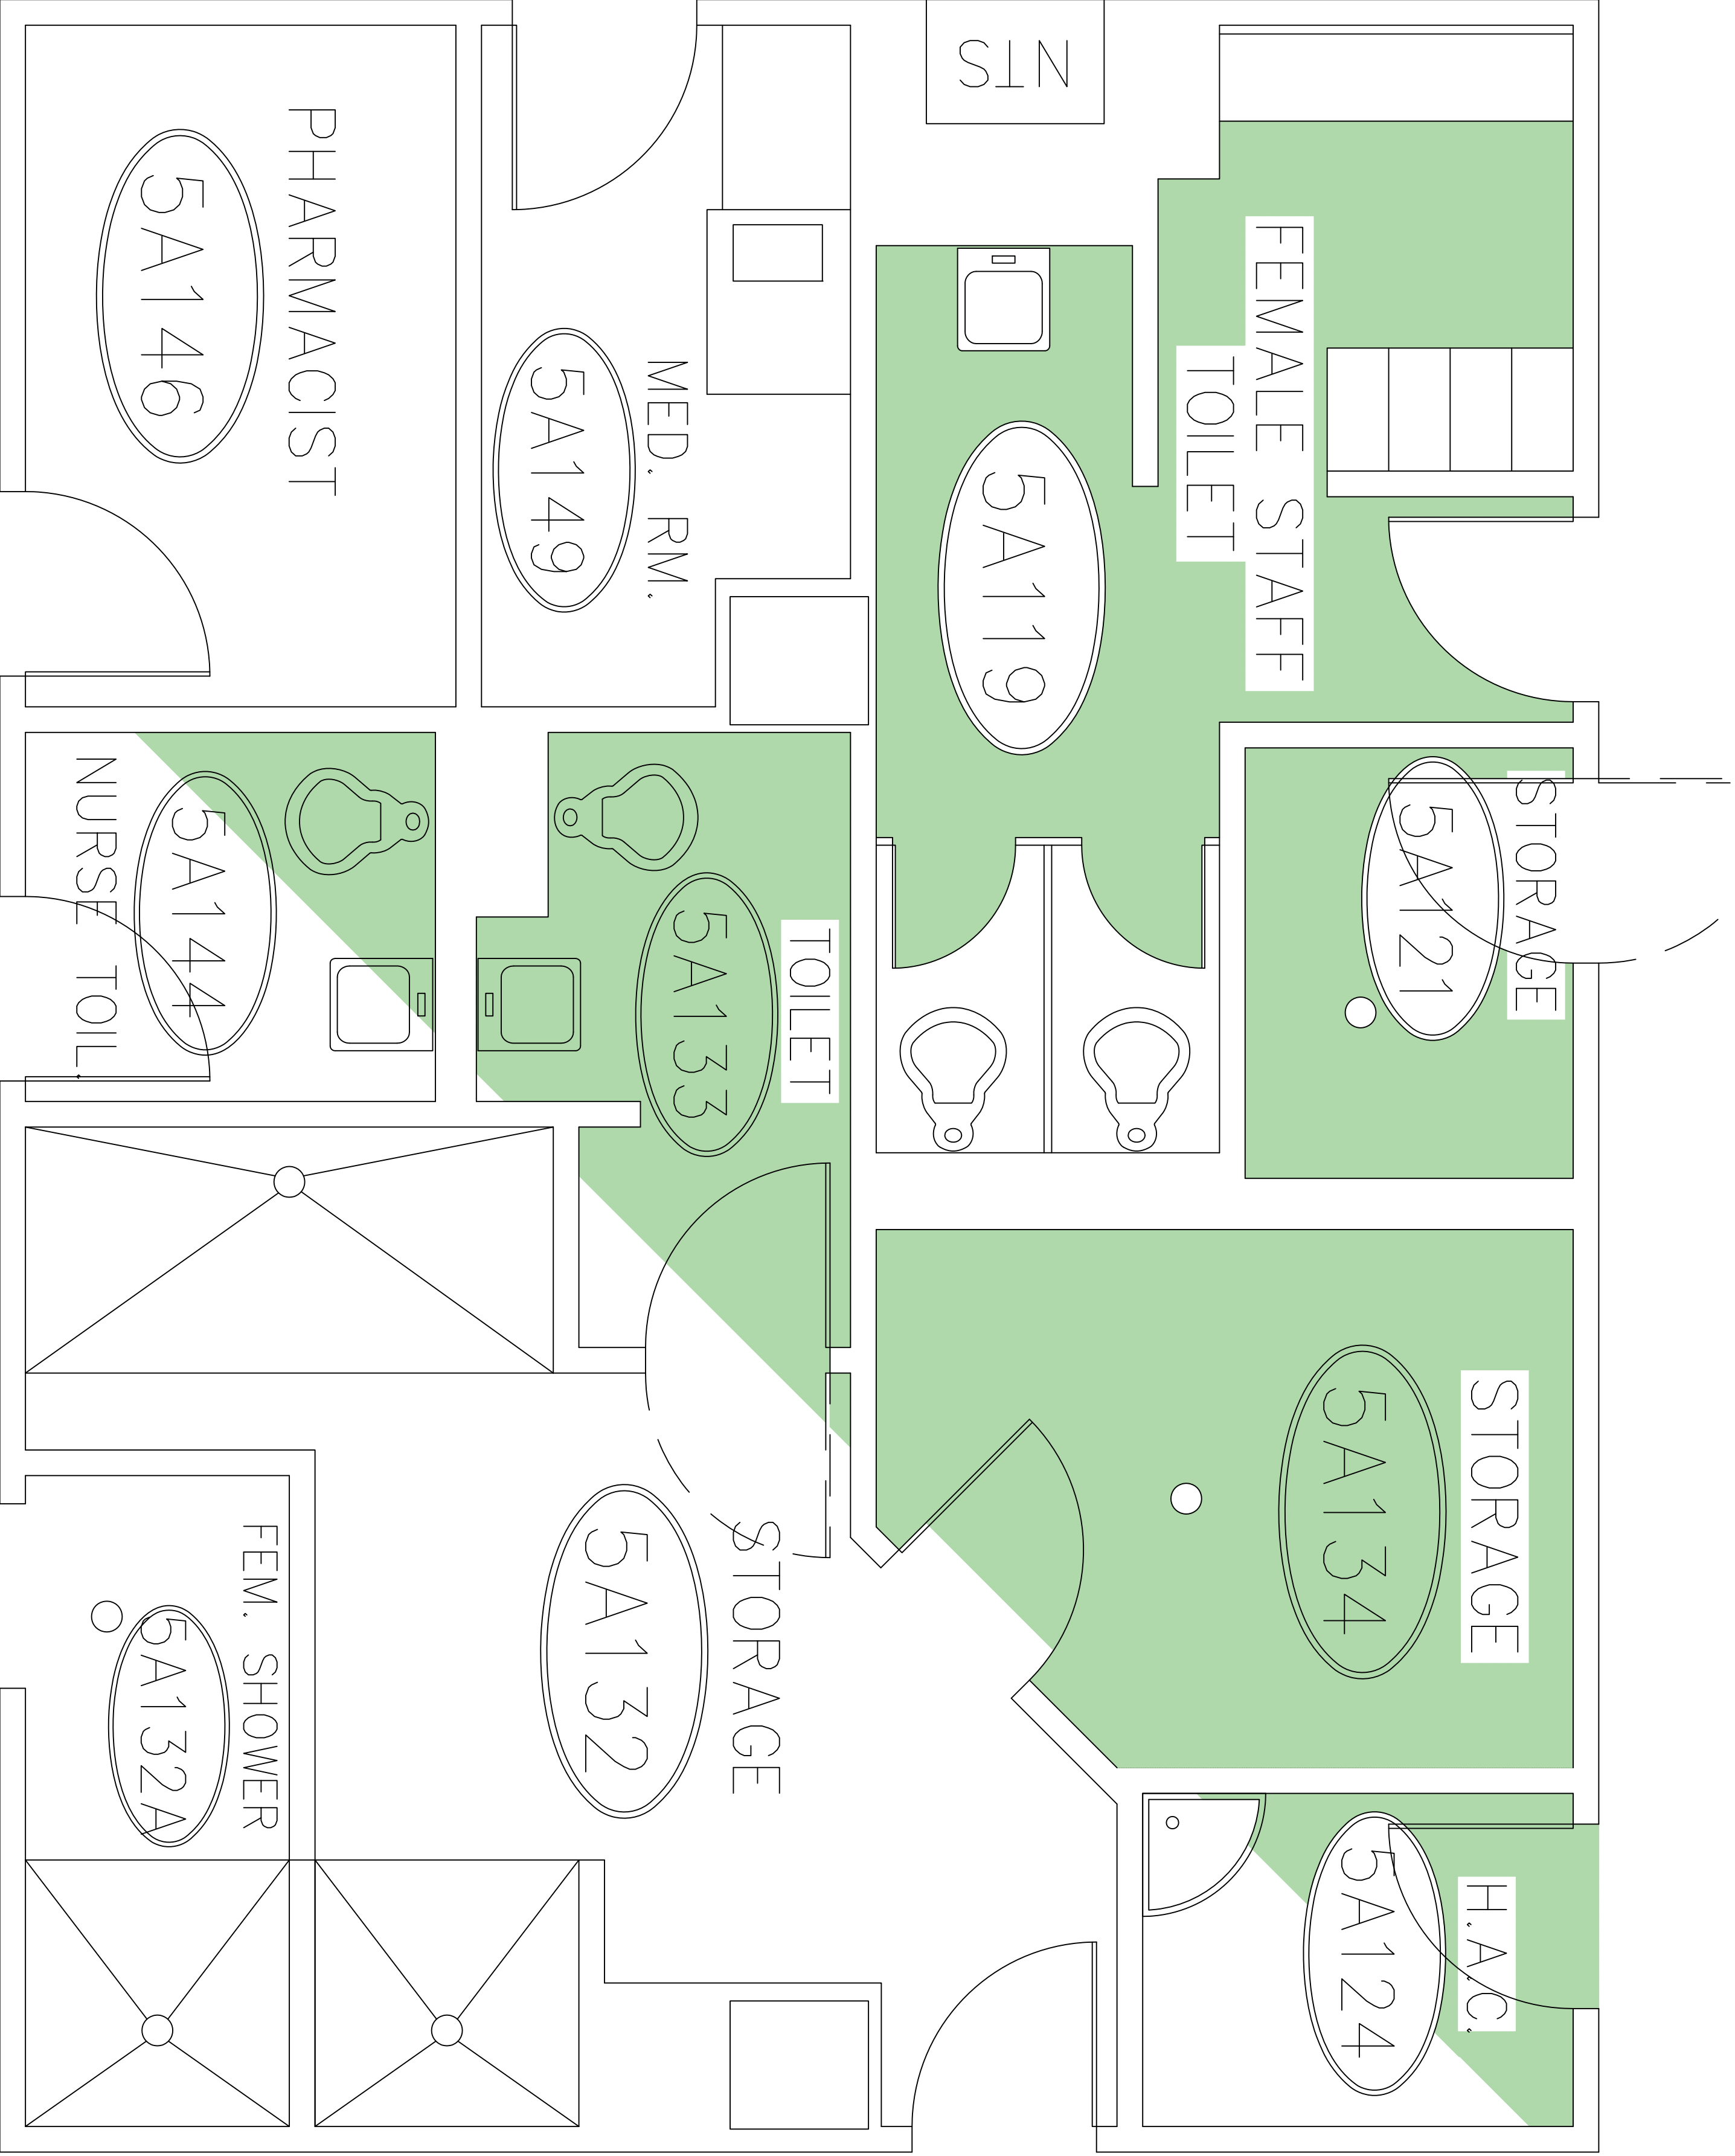 NTS
PHARMACIST
5A146
MED. RM.
5A149
FEMALE STAFF
TOILET
5A119
NURSE TOIL.
5A144
TOILET
5A133
STORAGE
5A121
STORAGE
5A134
STORAGE
5A132
FEM. SHOWER
5A132A
H.A.C.
5A124